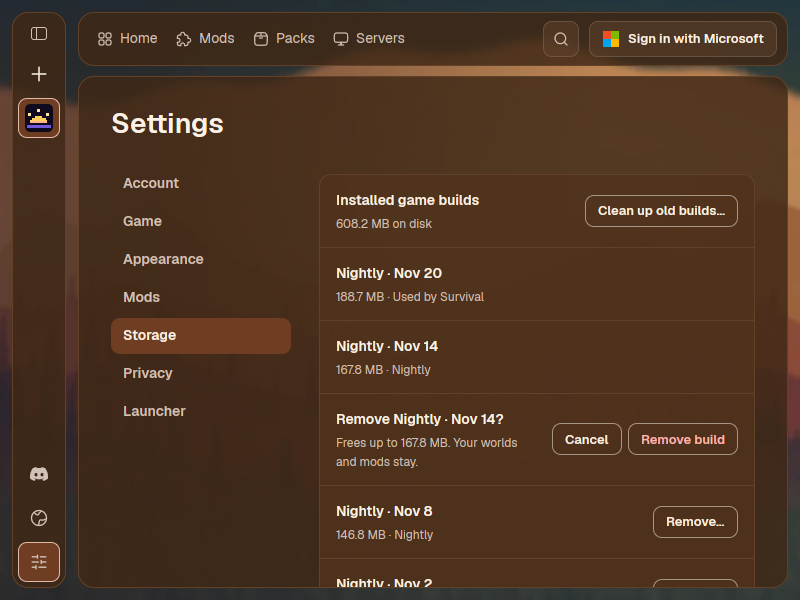 Home
Mods
Packs
Servers
Sign in with Microsoft
Settings
Account
Game
Appearance
Mods
Storage
Privacy
Launcher
Installed game builds
608.2 MB on disk
Clean up old builds...
Nightly · Nov 20
188.7 MB · Used by Survival
Nightly · Nov 14
167.8 MB · Nightly
Remove Nightly · Nov 14?
Frees up to 167.8 MB. Your worlds
and mods stay.
Cancel
Remove build
Nightly · Nov 8
146.8 MB · Nightly
Remove...
Nightly · Nov 2